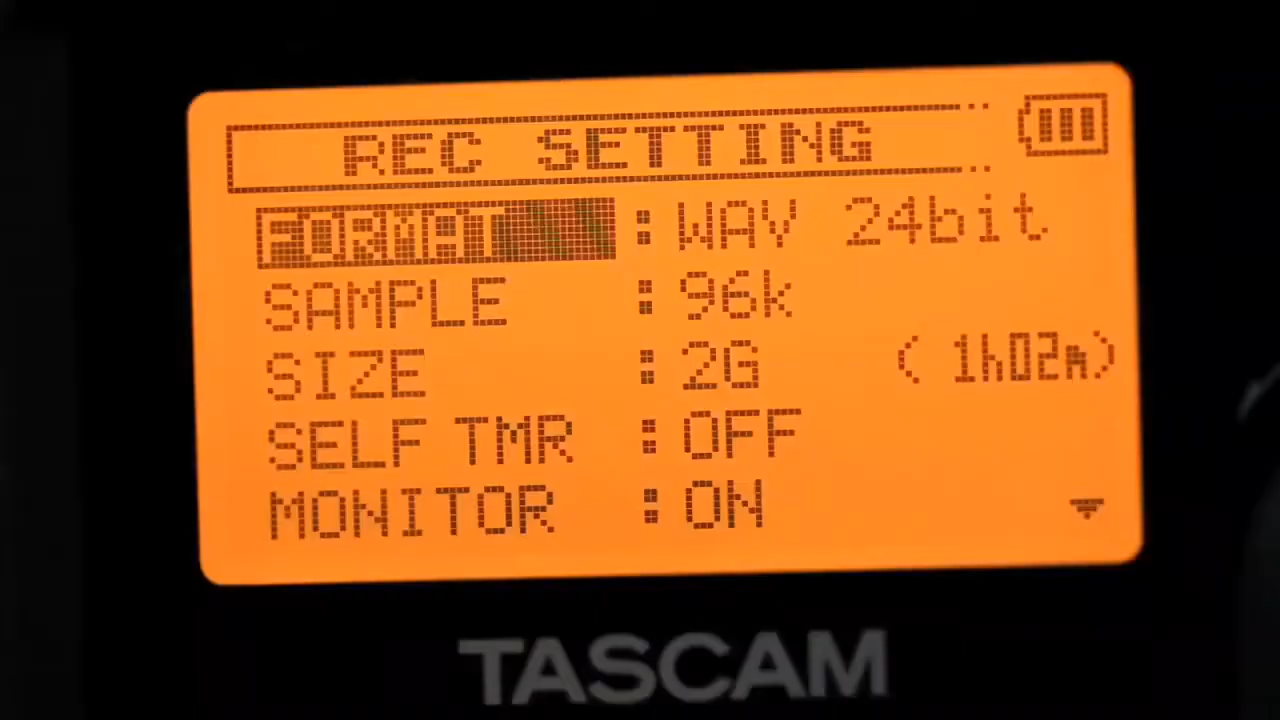 REC SETTING
FORMAT : WAV 24bit
SAMPLE : 96k
SIZE : 2G ( 1h02m)
SELF TMR : OFF
MONITOR : ON
TASCAM